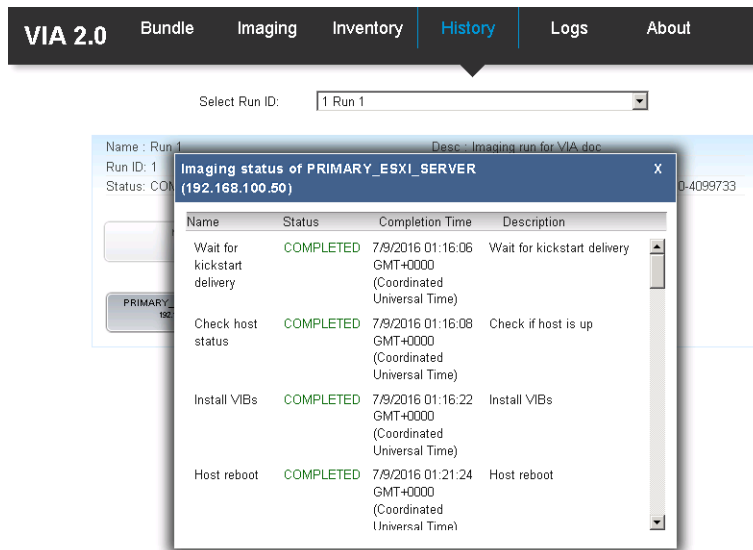 VIA 2.0 Bundle Imaging Inventory History Logs About
Select Run ID: 1 Run 1
Name : Run 1 Desc : Imaging run for VIA doc
Run ID: 1
Status: 0-4099733
Imaging status of PRIMARY_ESXI_SERVER X
(192.168.100.50)
Name Status Completion Time Description
Wait for COMPLETED 7/9/2016 01:16:06 Wait for kickstart delivery
kickstart GMT+0000
delivery (Coordinated
Universal Time)
PRIMARY_
192.
Check host COMPLETED 7/9/2016 01:16:08 Check if host is up
status GMT+0000
(Coordinated
Universal Time)
Install VIBs COMPLETED 7/9/2016 01:16:22 Install VIBs
GMT+0000
(Coordinated
Universal Time)
Host reboot COMPLETED 7/9/2016 01:21:24 Host reboot
GMT+0000
(Coordinated
Universal Time)